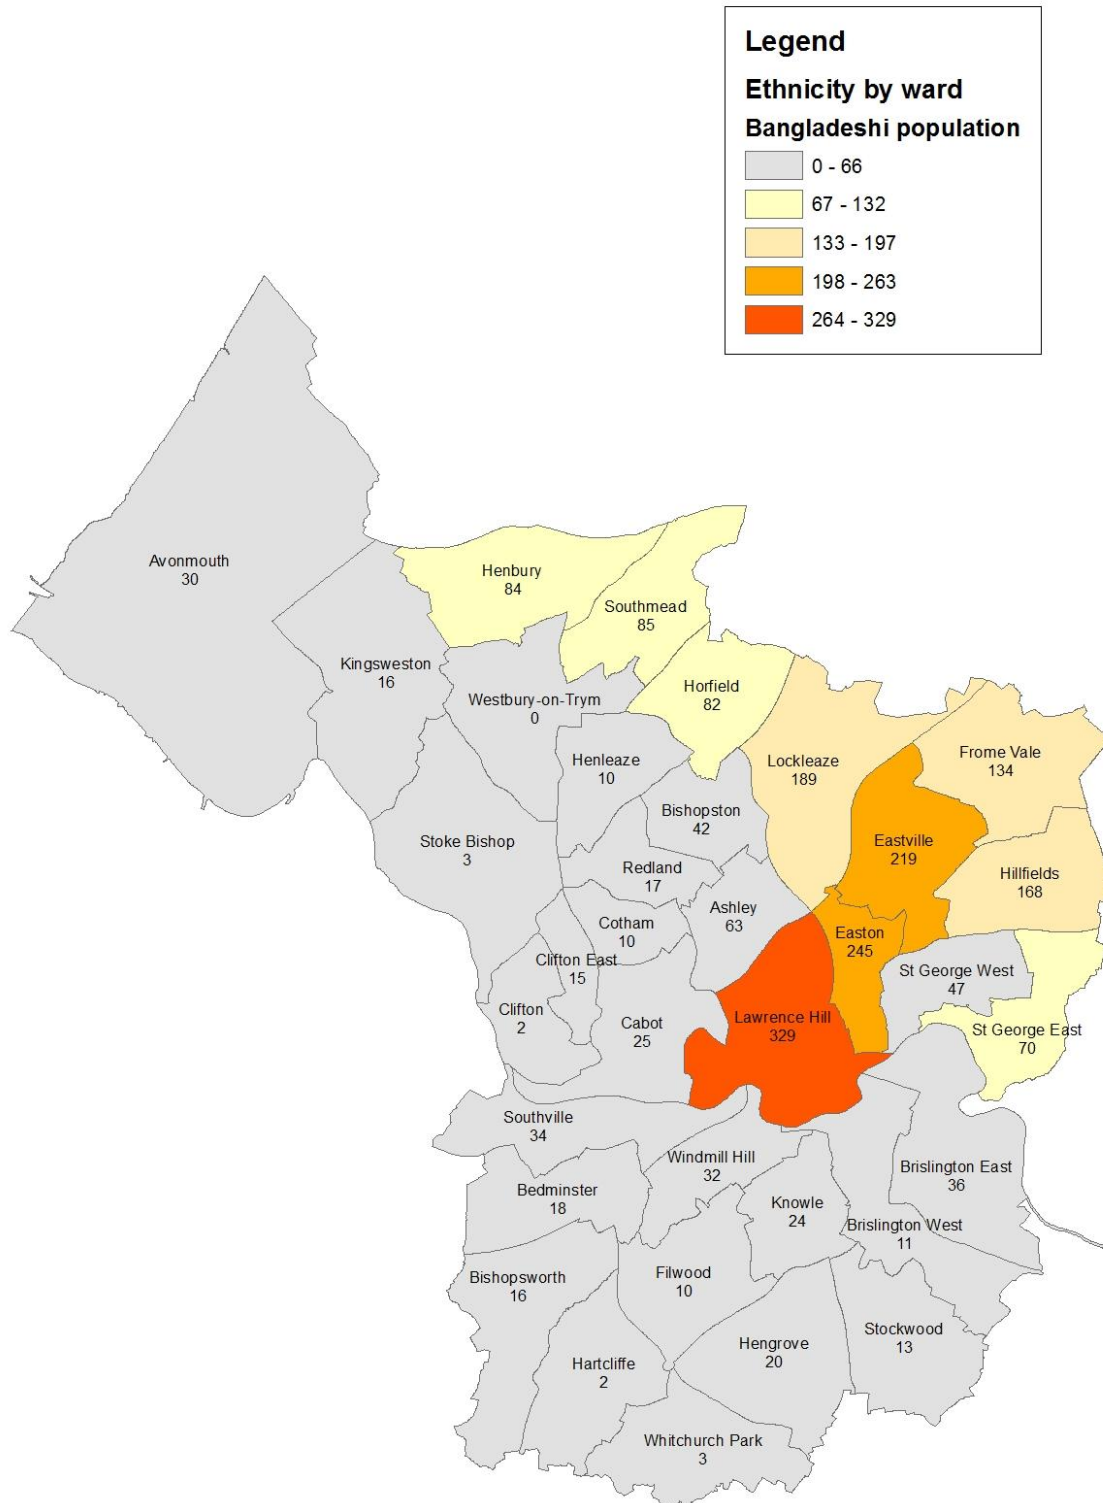 Legend
Ethnicity by ward
Bangladeshi population
0 - 66
67 - 132
133 - 197
198 - 263
264 - 329
Avonmouth
30
Henbury
84
Southmead
85
Kingsweston
16
Westbury-on-Trym
0
Horfield
82
Henleaze
10
Lockleaze
189
Frome Vale
134
Bishopston
42
Stoke Bishop
3
Eastville
219
Redland
17
Hillfields
168
Ashley
63
Cotham
10
Easton
245
Clifton East
15
St George West
47
Clifton
2
Cabot
25
Lawrence Hill
329
St George East
70
Southville
34
Windmill Hill
32
Brislington East
36
Bedminster
18
Knowle
24
Brislington West
11
Bishopsworth
16
Filwood
10
Stockwood
13
Hengrove
20
Hartcliffe
2
Whitchurch Park
3